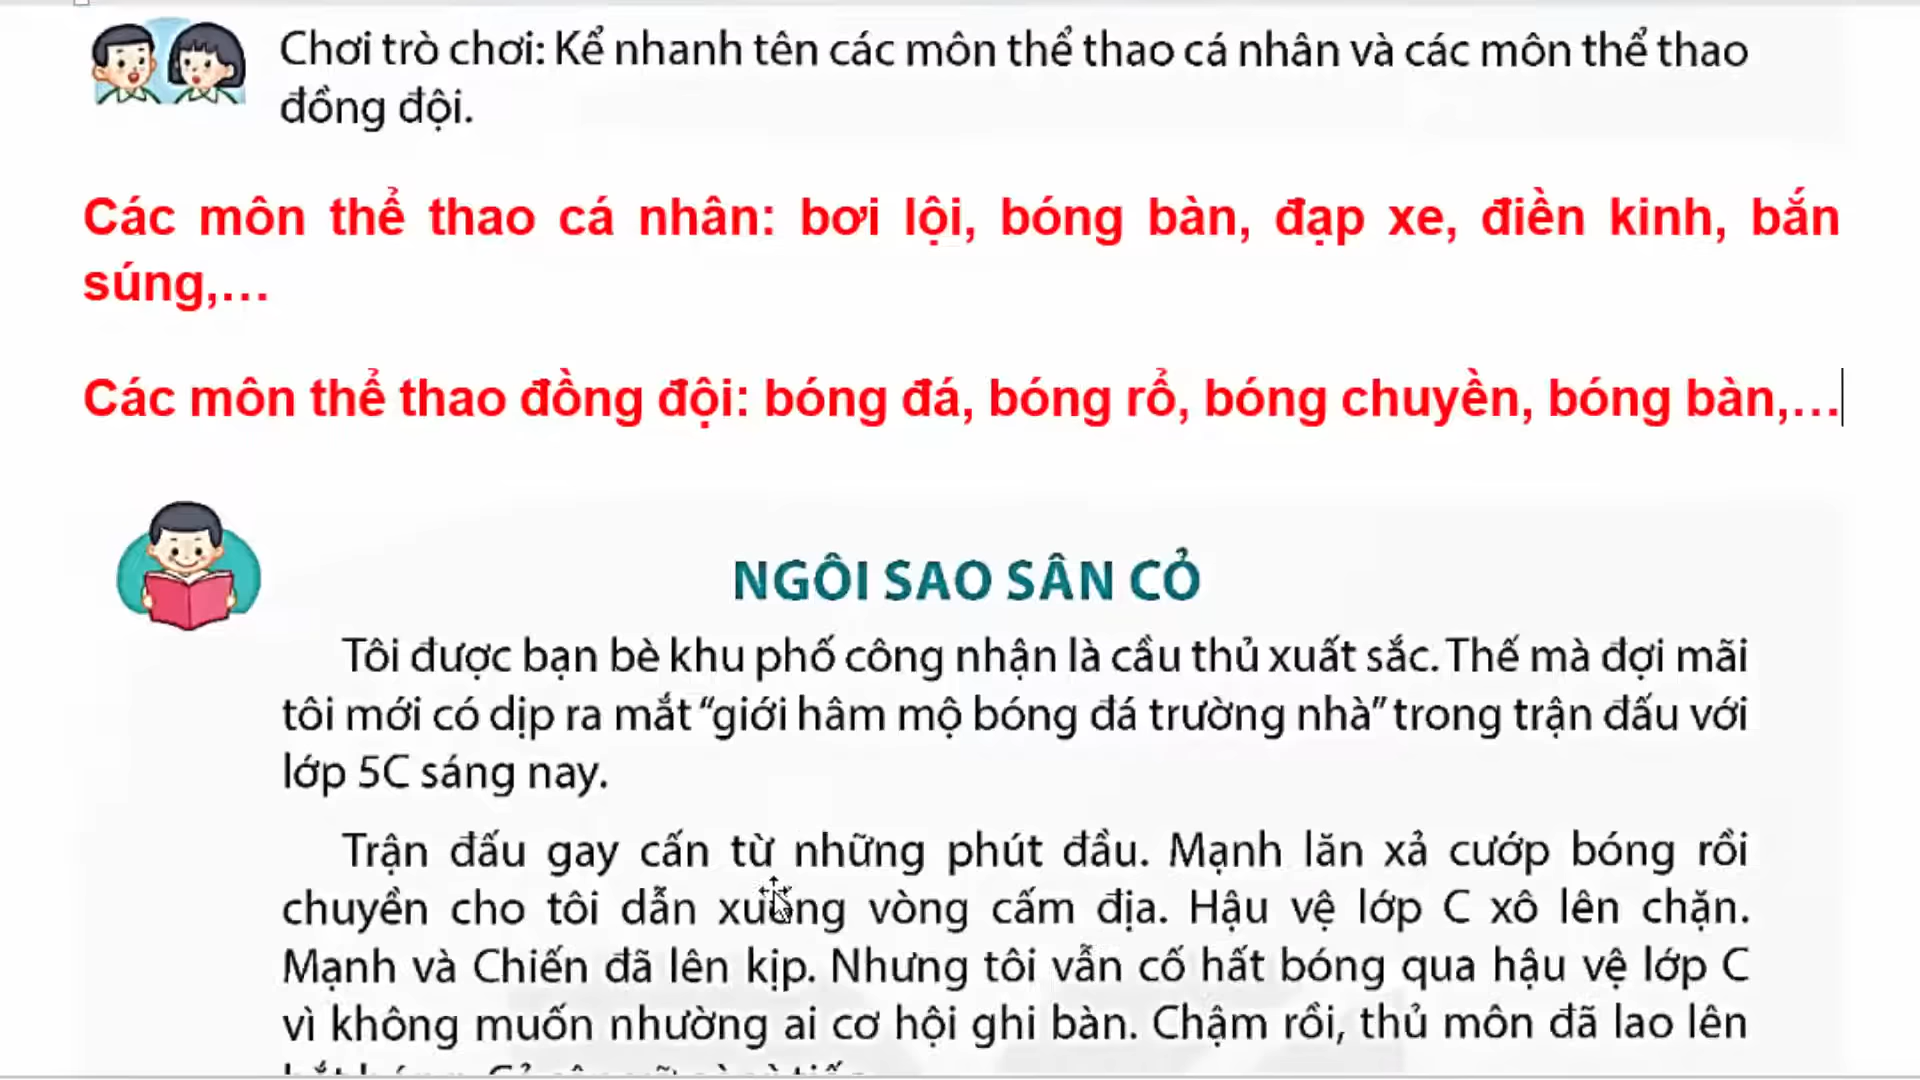 Chơi trò chơi: Kể nhanh tên các môn thể thao cá nhân và các môn thể thao
đồng đội.
Các môn thể thao cá nhân: bơi lội, bóng bàn, đạp xe, điền kinh, bắn
súng,…
Các môn thể thao đồng đội: bóng đá, bóng rổ, bóng chuyền, bóng bàn,…
NGÔI SAO SÂN CỎ
Tôi được bạn bè khu phố công nhận là cầu thủ xuất sắc. Thế mà đợi mãi
tôi mới có dịp ra mắt “giới hâm mộ bóng đá trường nhà” trong trận đấu với
lớp 5C sáng nay.
Trận đấu gay cấn từ những phút đầu. Mạnh lăn xả cướp bóng rồi
chuyền cho tôi dẫn xuống vòng cấm địa. Hậu vệ lớp C xô lên chặn.
Mạnh và Chiến đã lên kịp. Nhưng tôi vẫn cố hất bóng qua hậu vệ lớp C
vì không muốn nhường ai cơ hội ghi bàn. Chậm rồi, thủ môn đã lao lên